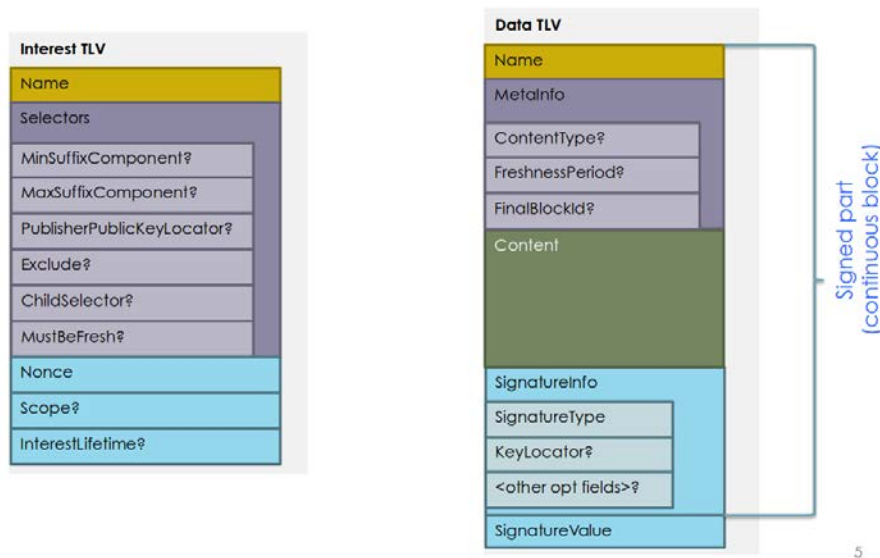 Interest TLV
Name
Selectors
MinSuffixComponent?
MaxSuffixComponent?
PublisherPublicKeyLocator?
Exclude?
ChildSelector?
MustBeFresh?
Nonce
Scope?
InterestLifetime?
Data TLV
Name
MetaInfo
ContentType?
FreshnessPeriod?
FinalBlockId?
Content
SignatureInfo
SignatureType
KeyLocator?
<other opt fields>?
SignatureValue
Signed part
(continuous block)
5